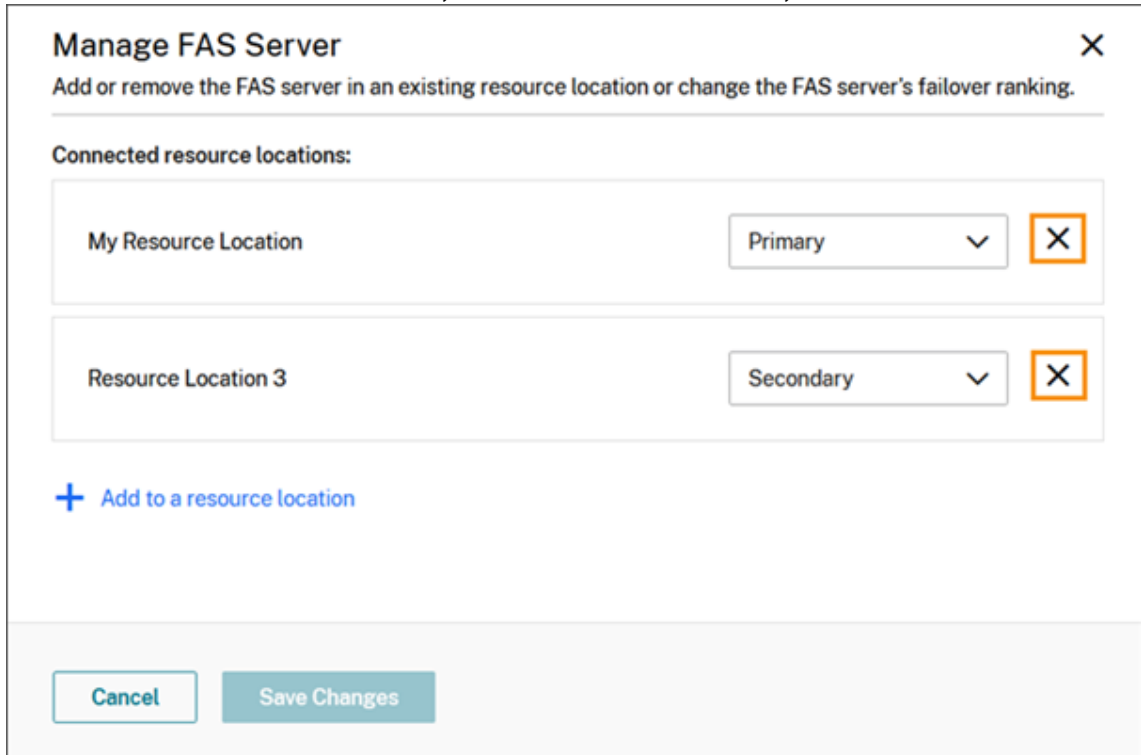 Manage FAS Server
Add or remove the FAS server in an existing resource location or change the FAS server's failover ranking.
Connected resource locations:
My Resource Location Primary
Resource Location 3 Secondary
Add to a resource location
Cancel Save Changes